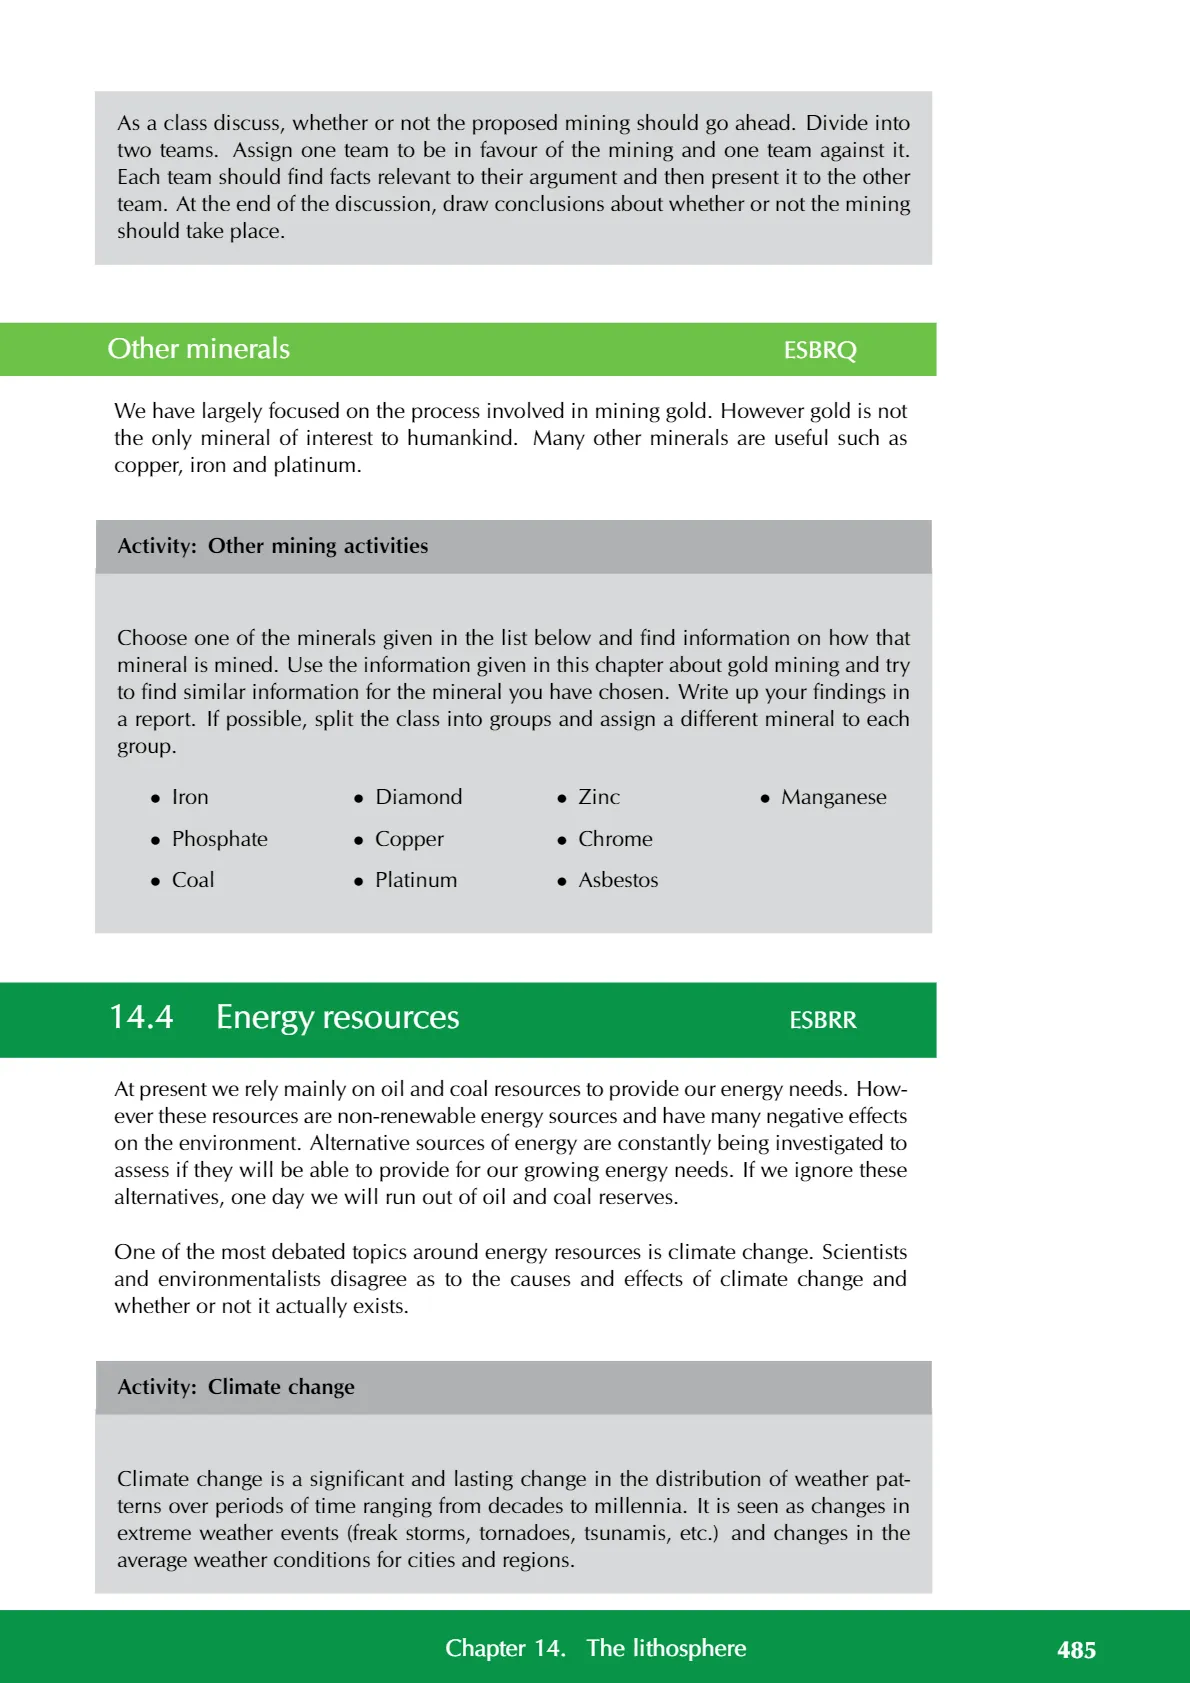 As a class discuss, whether or not the proposed mining should go ahead. Divide into
two teams. Assign one team to be in favour of the mining and one team against it.
Each team should find facts relevant to their argument and then present it to the other
team. At the end of the discussion, draw conclusions about whether or not the mining
should take place.
Other minerals ESBRQ
We have largely focused on the process involved in mining gold. However gold is not
the only mineral of interest to humankind. Many other minerals are useful such as
copper, iron and platinum.
Activity: Other mining activities
Choose one of the minerals given in the list below and find information on how that
mineral is mined. Use the information given in this chapter about gold mining and try
to find similar information for the mineral you have chosen. Write up your findings in
a report. If possible, split the class into groups and assign a different mineral to each
group.
• Iron
• Phosphate
• Coal
• Diamond
• Copper
• Platinum
• Zinc
• Chrome
• Asbestos
• Manganese
14.4 Energy resources ESBRR
At present we rely mainly on oil and coal resources to provide our energy needs. How-
ever these resources are non-renewable energy sources and have many negative effects
on the environment. Alternative sources of energy are constantly being investigated to
assess if they will be able to provide for our growing energy needs. If we ignore these
alternatives, one day we will run out of oil and coal reserves.
One of the most debated topics around energy resources is climate change. Scientists
and environmentalists disagree as to the causes and effects of climate change and
whether or not it actually exists.
Activity: Climate change
Climate change is a significant and lasting change in the distribution of weather pat-
terns over periods of time ranging from decades to millennia. It is seen as changes in
extreme weather events (freak storms, tornadoes, tsunamis, etc.) and changes in the
average weather conditions for cities and regions.
Chapter 14. The lithosphere 485